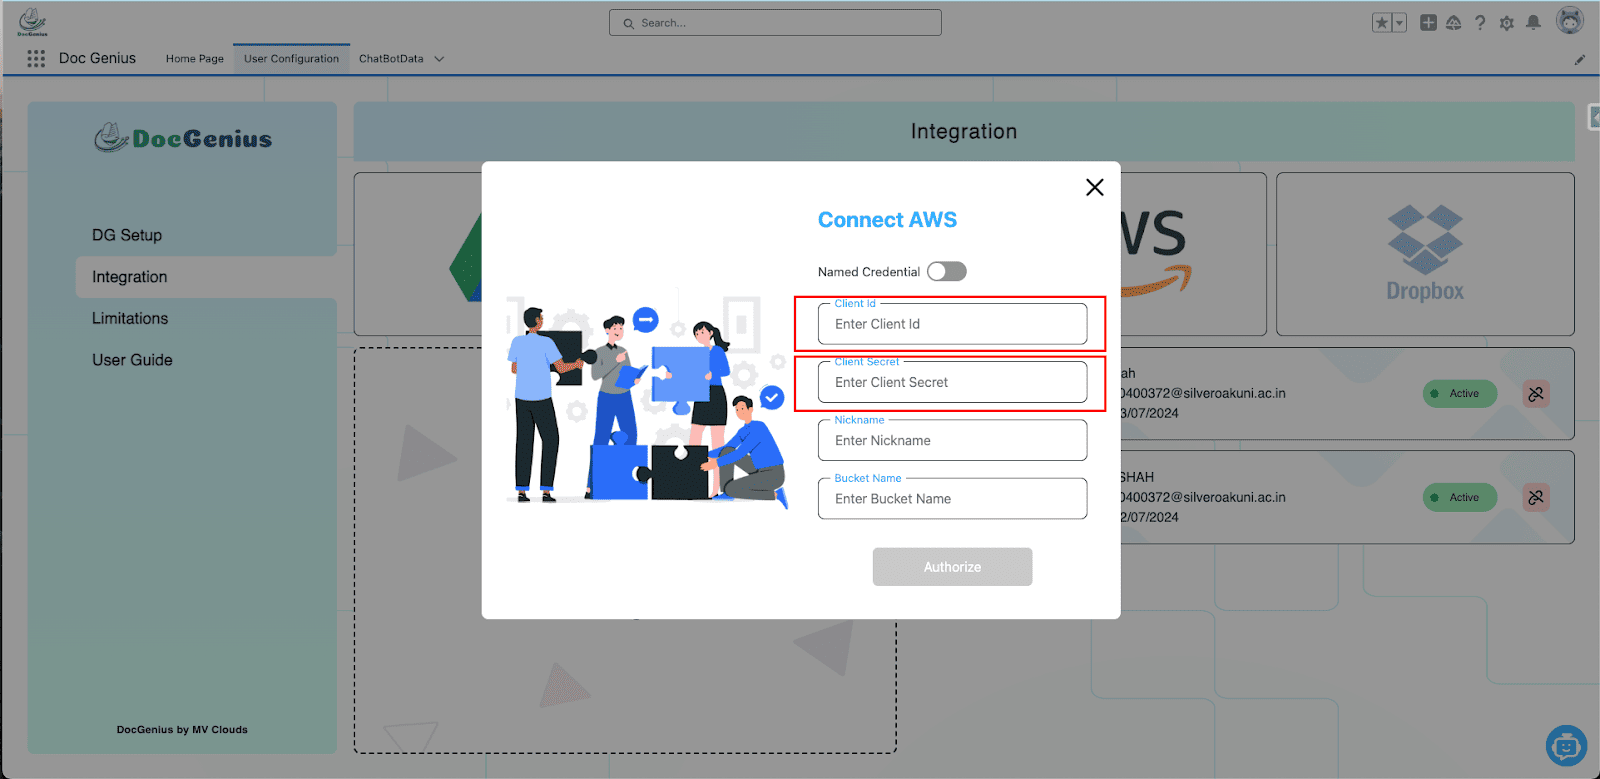 Search...
Doc Genius
Home Page
User Configuration
ChatBotData
DocGenius
Integration
DG Setup
Integration
Limitations
User Guide
DocGenius by MV Clouds
Connect AWS
Named Credential
Client Id
Enter Client Id
Client Secret
Enter Client Secret
Nickname
Enter Nickname
Bucket Name
Enter Bucket Name
Authorize
WS
Dropbox
ah
0400372@silveroakuni.ac.in
3/07/2024
Active
SHAH
0400372@silveroakuni.ac.in
2/07/2024
Active